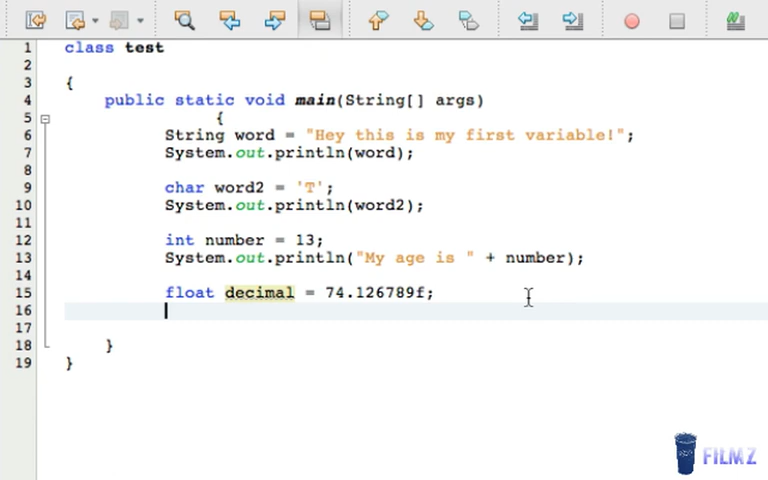 1 class test
2
3 {
4 public static void main(String[] args)
5 {
6 String word = "Hey this is my first variable!";
7 System.out.println(word);
8
9 char word2 = 'T';
10 System.out.println(word2);
11
12 int number = 13;
13 System.out.println("My age is " + number);
14
15 float decimal = 74.126789f;
16
17
18 }
19 }
FILMZ